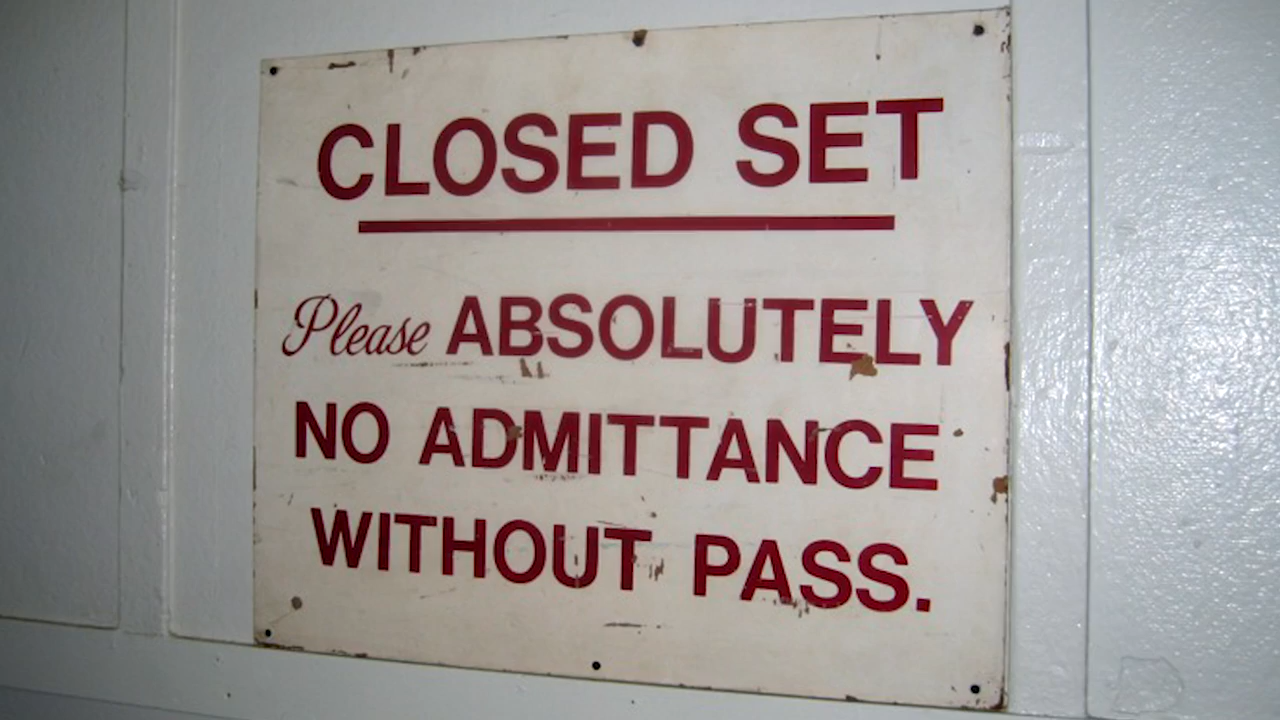 CLOSED SET
Please ABSOLUTELY
NO ADMITTANCE
WITHOUT PASS.